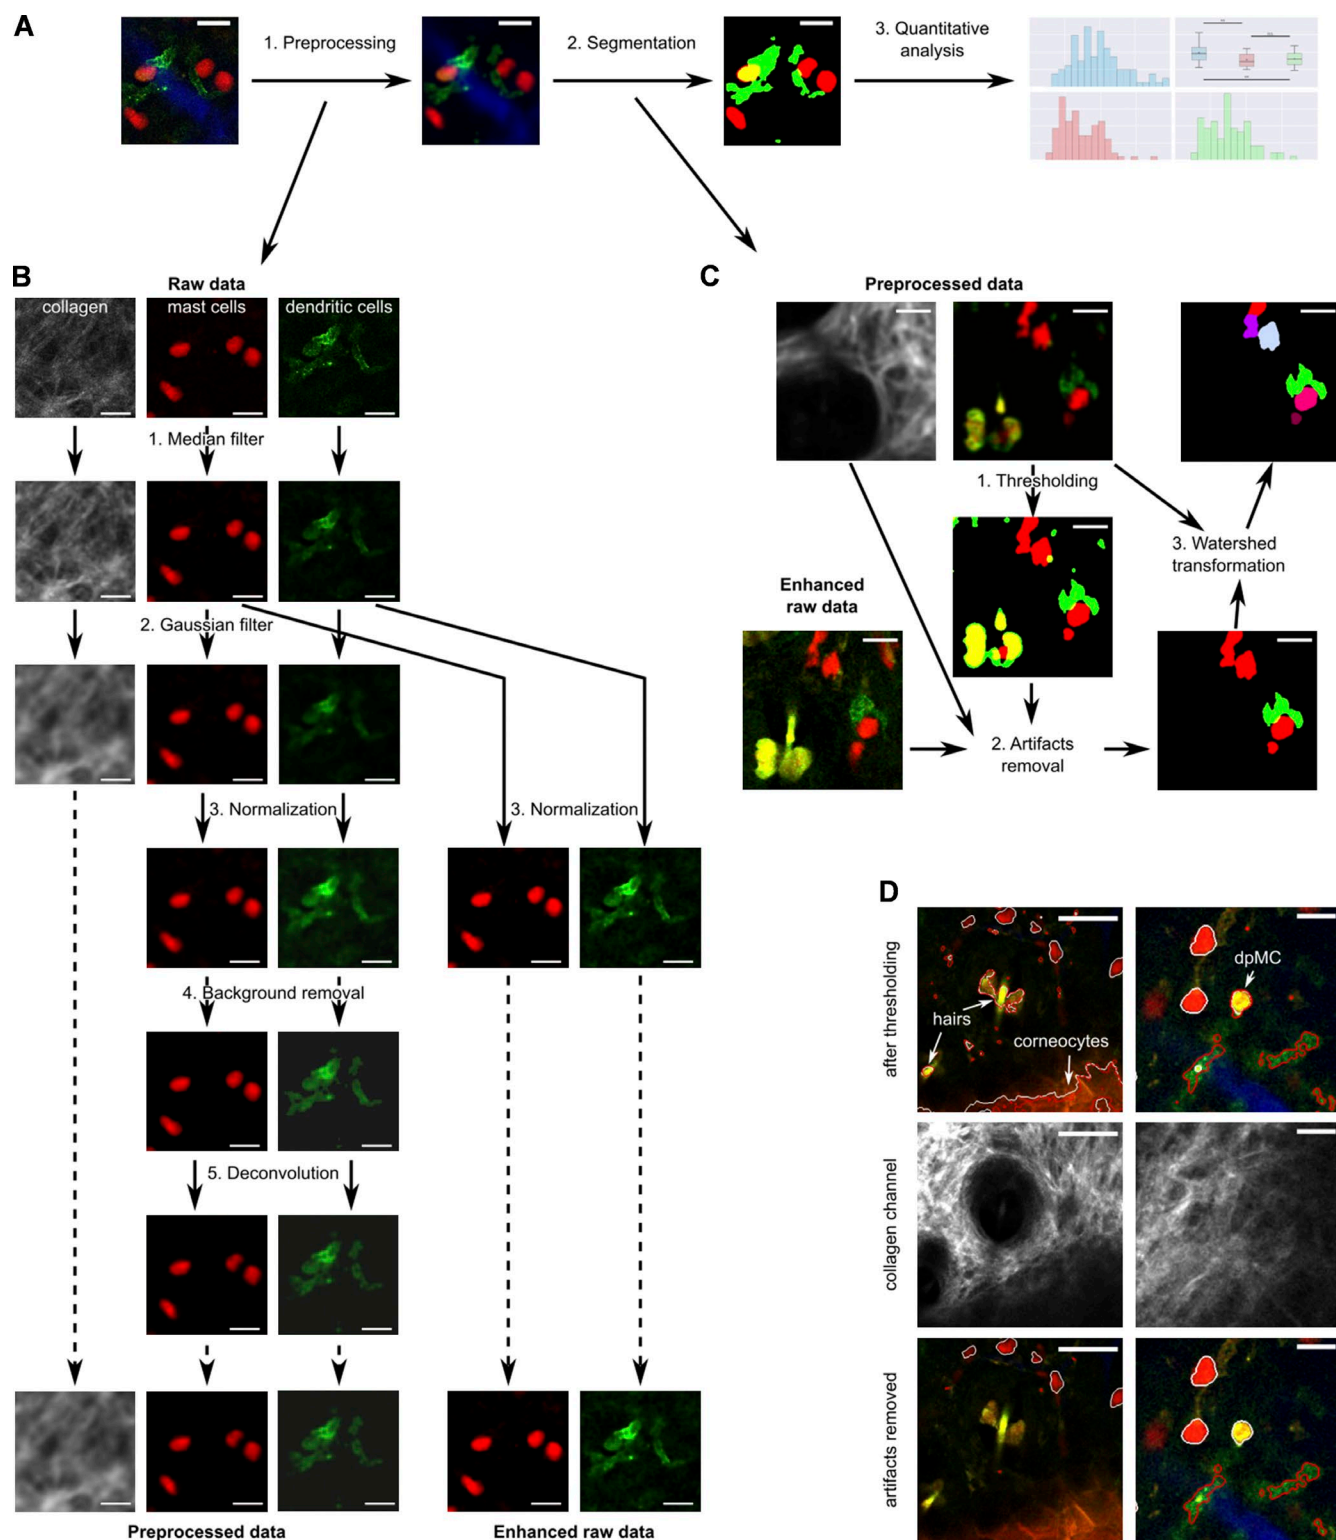 A
1. Preprocessing
2. Segmentation
3. Quantitative
analysis
B
Raw data
collagen
mast cells
dendritic cells
1. Median filter
2. Gaussian filter
3. Normalization
3. Normalization
4. Background removal
5. Deconvolution
Preprocessed data
Enhanced raw data
C
Preprocessed data
1. Thresholding
3. Watershed
transformation
Enhanced
raw data
2. Artifacts
removal
D
after thresholding
hairs
corneocytes
dpMC
collagen channel
artifacts removed